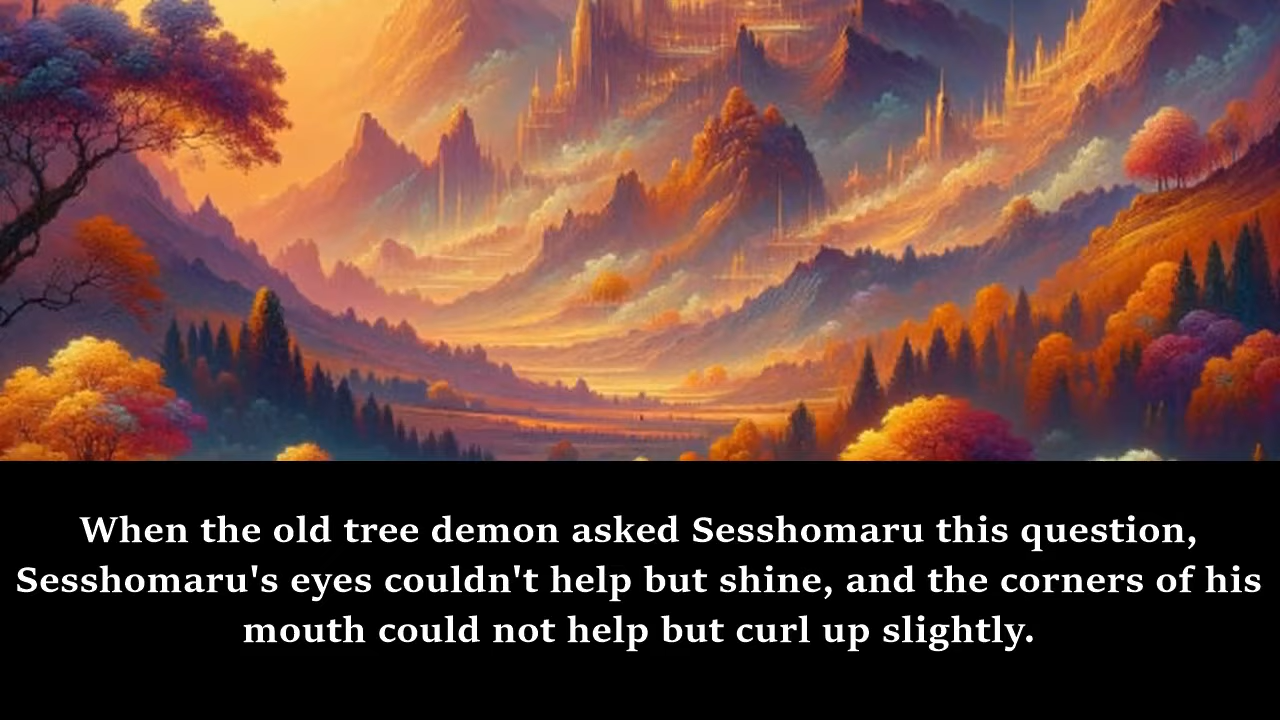 When the old tree demon asked Sesshomaru this question,
Sesshomaru's eyes couldn't help but shine, and the corners of his
mouth could not help but curl up slightly.